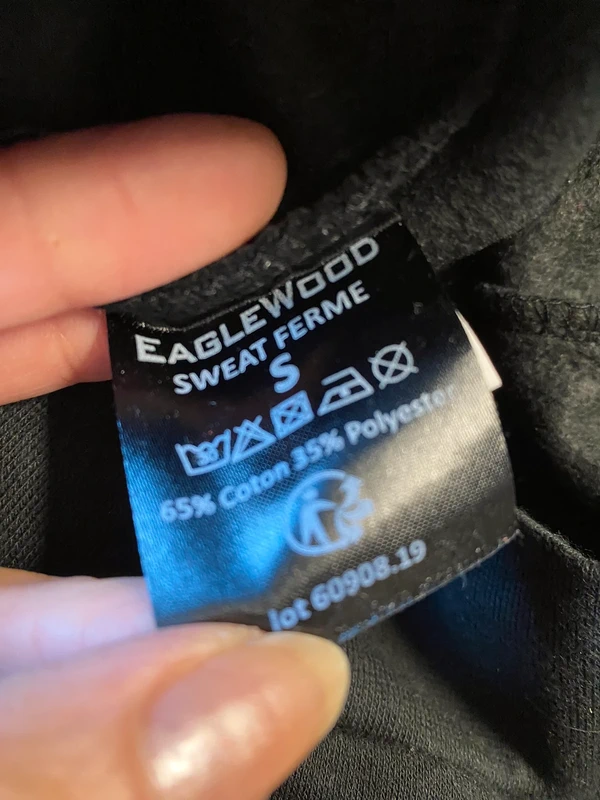 EAGLEWOOD
SWEAT FERME
S
65% Coton 35% Polyester
lot 60908.19